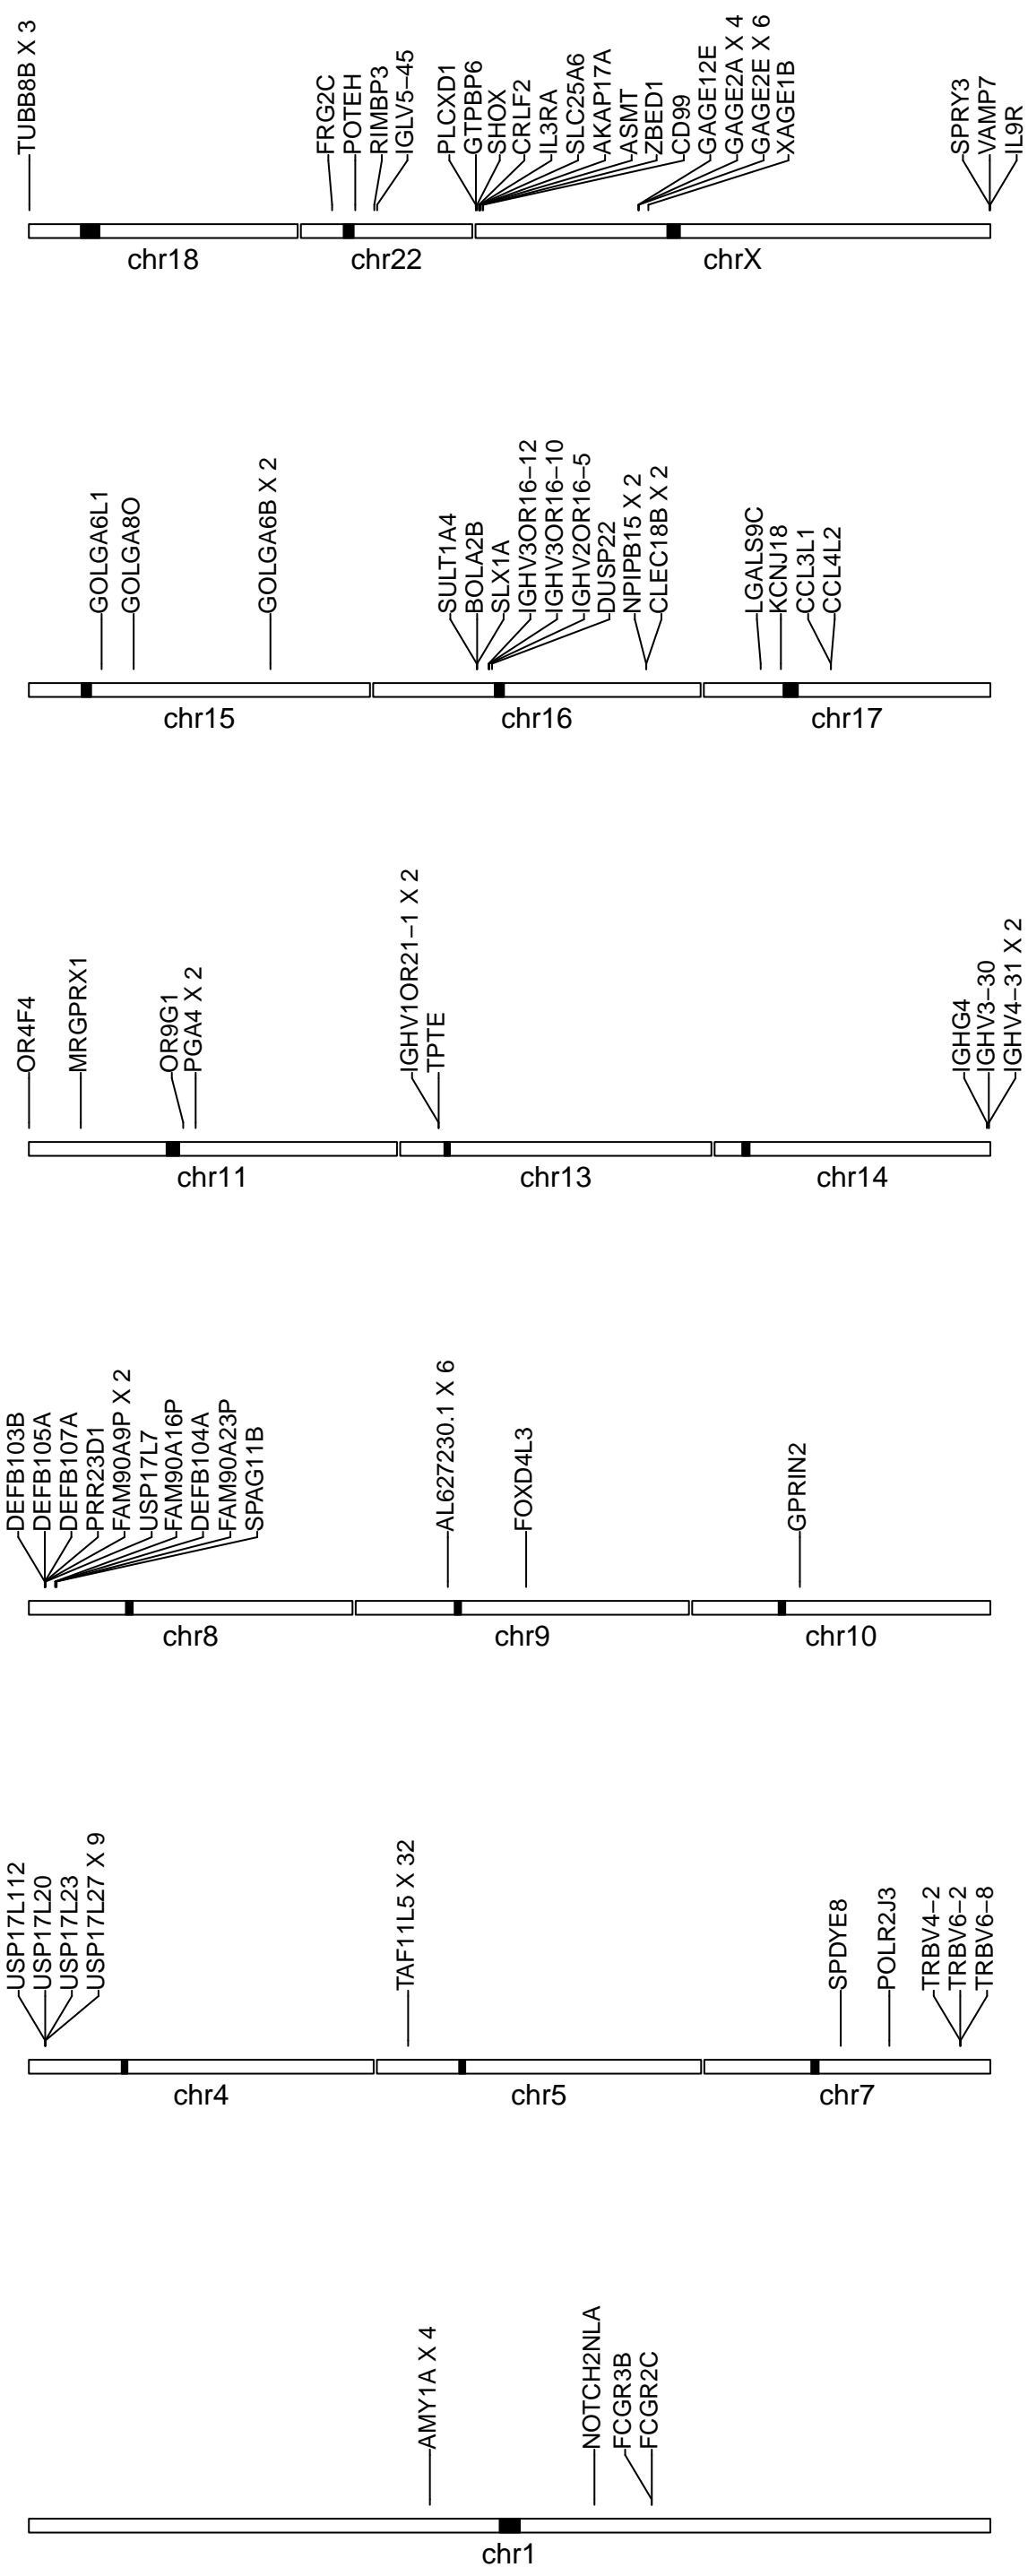 TUBB8B X 3
FRG2C
POTEH
RIMBP3
IGLV5−45
PLCXD1
GTPBP6
SHOX
CRLF2
IL3RA
SLC25A6
AKAP17A
ASMT
ZBED1
CD99
GAGE12E
GAGE2A X 4
GAGE2E X 6
XAGE1B
SPRY3
VAMP7
IL9R
chr18
chr22
chrX
GOLGA6L1
GOLGA8O
GOLGA6B X 2
SULT1A4
BOLA2B
SLX1A
IGHV3OR16−12
IGHV3OR16−10
IGHV2OR16−5
DUSP22
NPIPB15 X 2
CLEC18B X 2
LGALS9C
KCNJ18
CCL3L1
CCL4L2
chr15
chr16
chr17
OR4F4
MRGPRX1
OR9G1
PGA4 X 2
IGHV1OR21−1 X 2
TPTE
IGHG4
IGHV3−30
IGHV4−31 X 2
chr11
chr13
chr14
DEFB103B
DEFB105A
DEFB107A
PRR23D1
FAM90A9P X 2
USP17L7
FAM90A16P
DEFB104A
FAM90A23P
SPAG11B
AL627230.1 X 6
FOXD4L3
GPRIN2
chr8
chr9
chr10
USP17L112
USP17L20
USP17L23
USP17L27 X 9
TAF11L5 X 32
SPDYE8
POLR2J3
TRBV4−2
TRBV6−2
TRBV6−8
chr4
chr5
chr7
AMY1A X 4
NOTCH2NLA
FCGR3B
FCGR2C
chr1